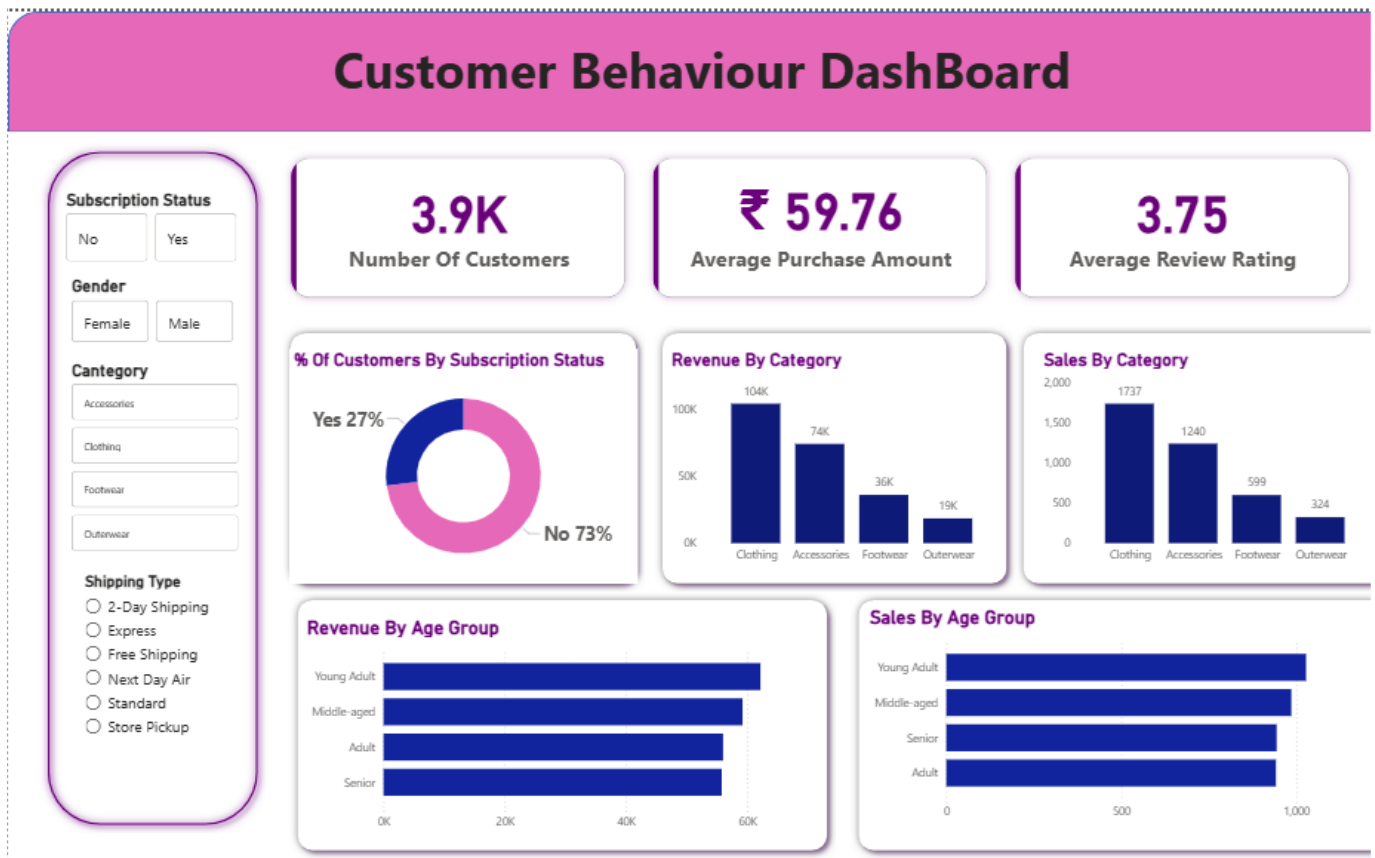 Customer Behaviour DashBoard
Subscription Status
No
Yes
Gender
Female
Male
Cantegory
Accessories
Clothing
Footwear
Outerwear
Shipping Type
2-Day Shipping
Express
Free Shipping
Next Day Air
Standard
Store Pickup
3.9K
Number Of Customers
₹ 59.76
Average Purchase Amount
3.75
Average Review Rating
% Of Customers By Subscription Status
Yes 27%
No 73%
Revenue By Category
100K
50K
0K
104K
74K
36K
19K
Clothing
Accessories
Footwear
Outerwear
Sales By Category
2,000
1,500
1,000
500
0
1737
1240
599
324
Clothing
Accessories
Footwear
Outerwear
Revenue By Age Group
Young Adult
Middle-aged
Adult
Senior
0K
20K
40K
60K
Sales By Age Group
Young Adult
Middle-aged
Senior
Adult
0
500
1,000